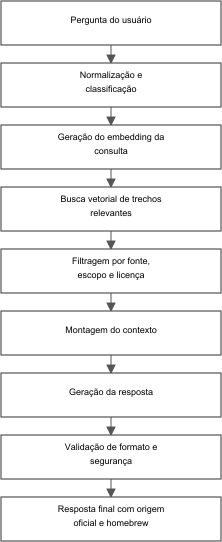 Pergunta do usuário
Normalização e
classificação
Geração do embedding da
consulta
Busca vetorial de trechos
relevantes
Filtragem por fonte,
escopo e licença
Montagem do contexto
Geração da resposta
Validação de formato e
segurança
Resposta final com origem
oficial e homebrew